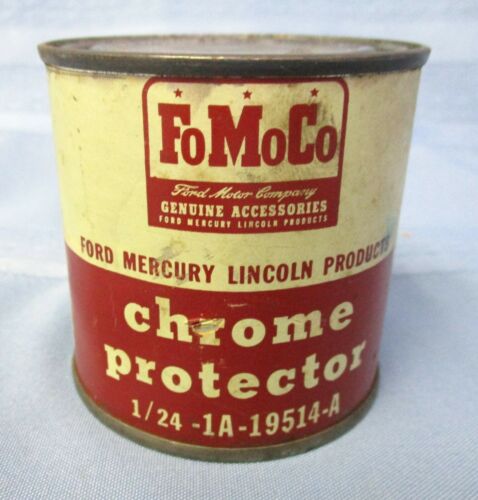 FoMoCo
Ford Motor Company
GENUINE ACCESSORIES
FORD MERCURY LINCOLN PRODUCTS
FORD MERCURY LINCOLN PRODUCTS
chrome
protector
1/24 -1A-19514-A